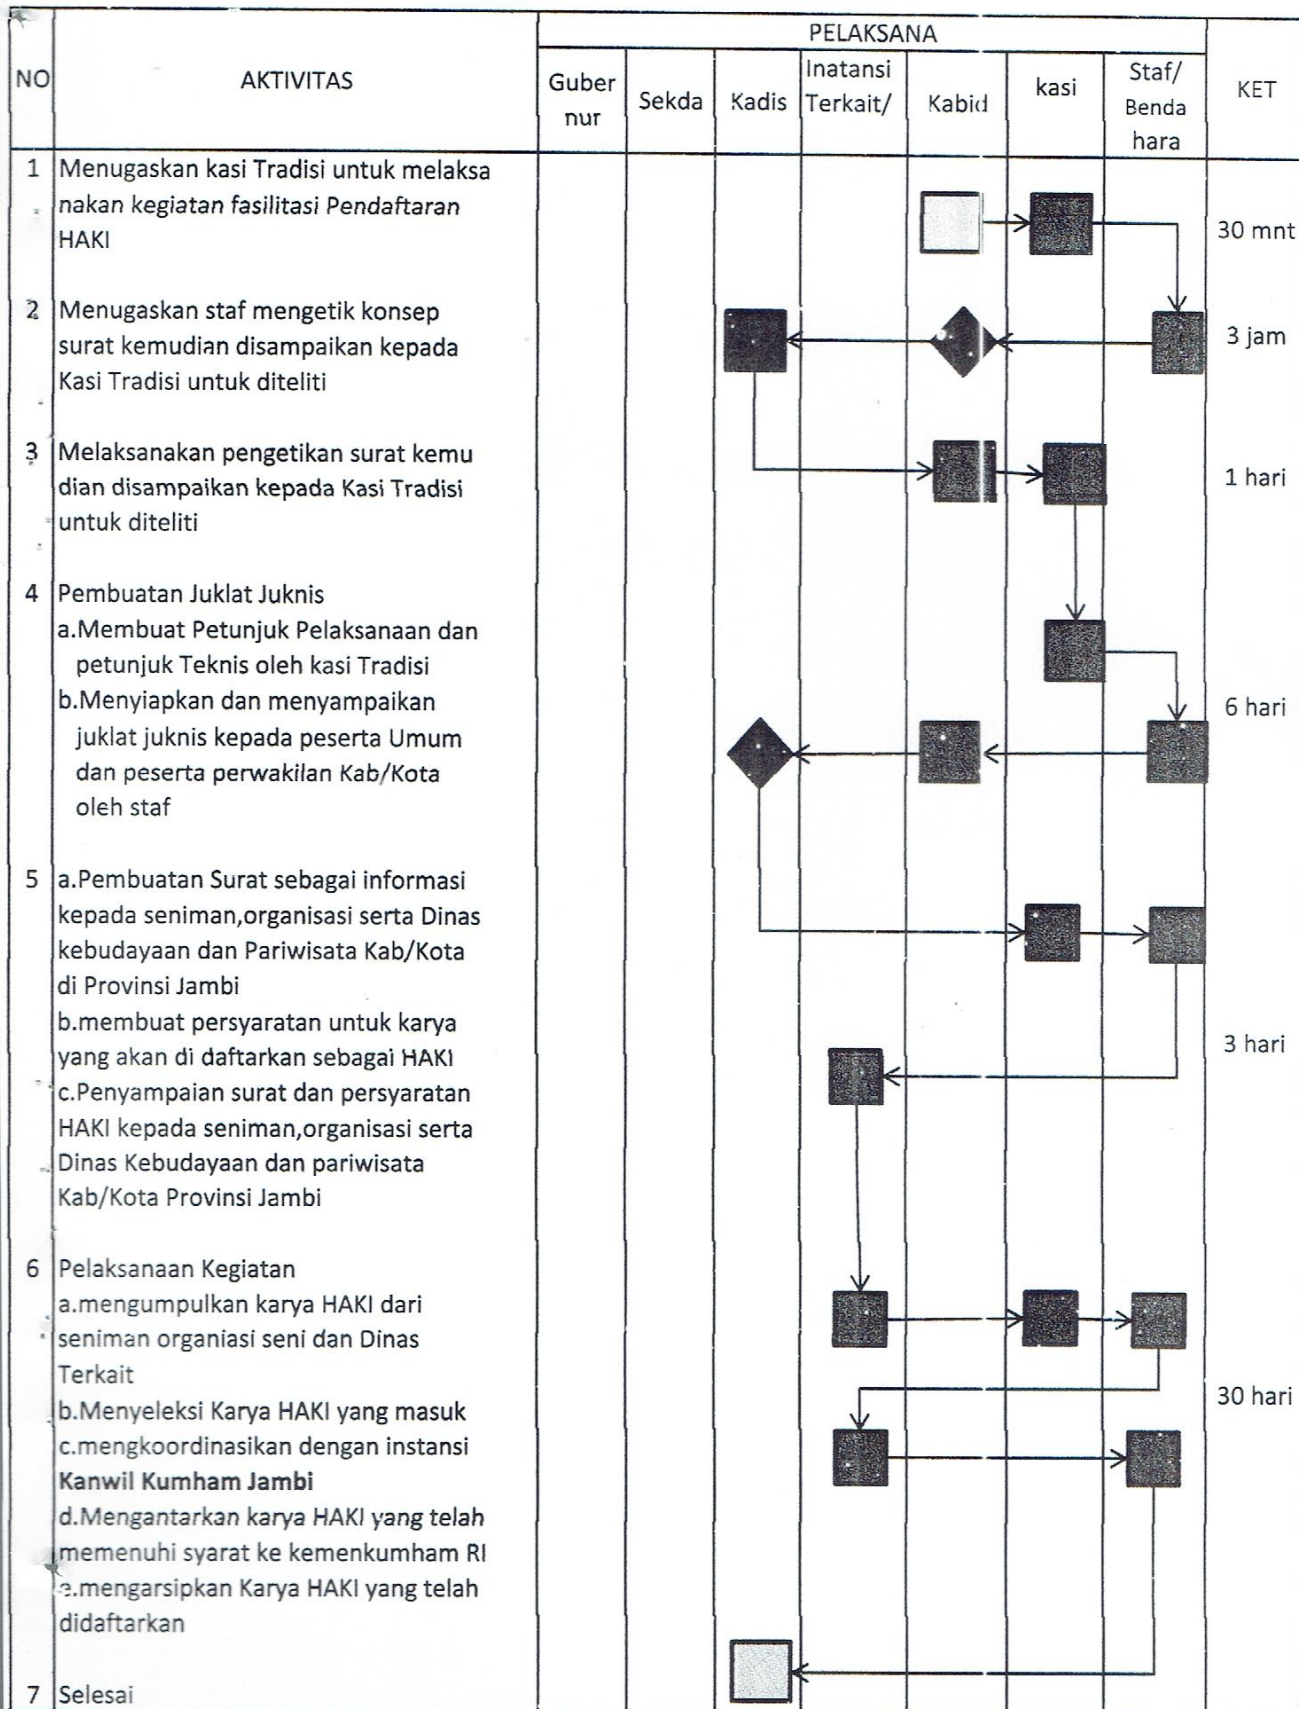 PELAKSANA
NO AKTIVITAS Guber Sekda Kadis Inatansi Kabid kasi Staf/ KET
nur Terkait/ Benda
hara
1 Menugaskan kasi Tradisi untuk melaksa
nakan kegiatan fasilitasi Pendaftaran
HAKI 30 mnt
2 Menugaskan staf mengetik konsep
surat kemudian disampaikan kepada 3 jam
Kasi Tradisi untuk diteliti
3 Melaksanakan pengetikan surat kemu
dian disampaikan kepada Kasi Tradisi 1 hari
untuk diteliti
4 Pembuatan Juklat Juknis
a.Membuat Petunjuk Pelaksanaan dan
petunjuk Teknis oleh kasi Tradisi
b.Menyiapkan dan menyampaikan 6 hari
juklat juknis kepada peserta Umum
dan peserta perwakilan Kab/Kota
oleh staf
5 a.Pembuatan Surat sebagai informasi
kepada seniman,organisasi serta Dinas
kebudayaan dan Pariwisata Kab/Kota
di Provinsi Jambi
b.membuat persyaratan untuk karya
yang akan di daftarkan sebagai HAKI 3 hari
c.Penyampaian surat dan persyaratan
HAKI kepada seniman,organisasi serta
Dinas Kebudayaan dan pariwisata
Kab/Kota Provinsi Jambi
6 Pelaksanaan Kegiatan
a.mengumpulkan karya HAKI dari
seniman organiasi seni dan Dinas
Terkait
b.Menyeleksi Karya HAKI yang masuk 30 hari
c.mengkoordinasikan dengan instansi
Kanwil Kumham Jambi
d.Mengantarkan karya HAKI yang telah
memenuhi syarat ke kemenkumham RI
e.mengarsipkan Karya HAKI yang telah
didaftarkan
7 Selesai